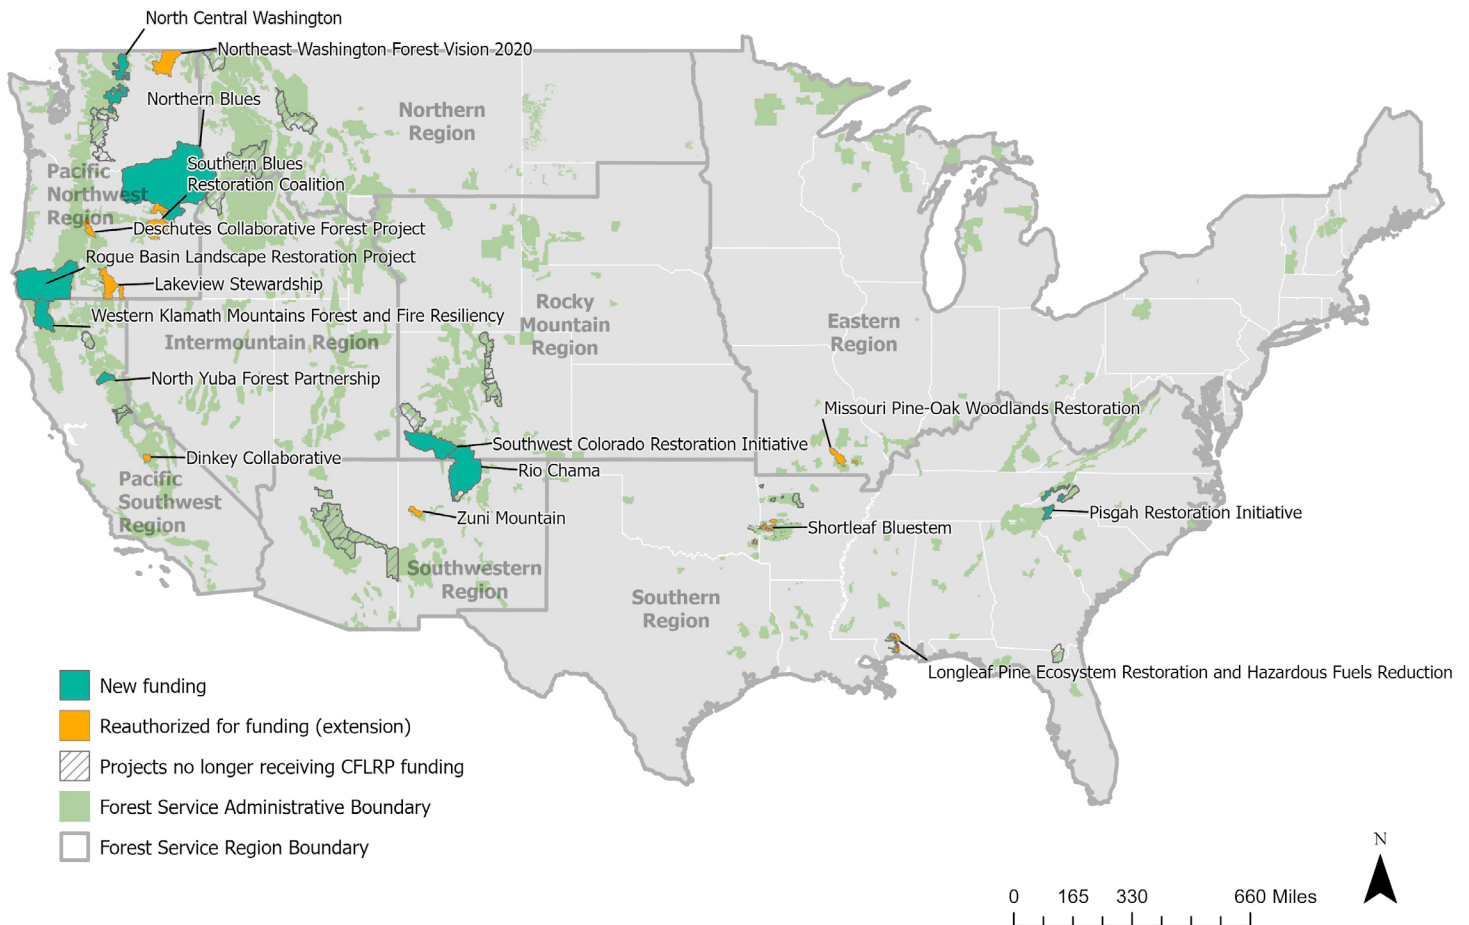 North Central Washington
Northeast Washington Forest Vision 2020
Northern Blues
Northern
Region
Southern Blues
Restoration Coalition
Pacific
Northwest
Region
Deschutes Collaborative Forest Project
Rogue Basin Landscape Restoration Project
Lakeview Stewardship
Western Klamath Mountains Forest and Fire Resiliency
Rocky
Mountain
Region
Intermountain Region
Eastern
Region
North Yuba Forest Partnership
Missouri Pine-Oak Woodlands Restoration
Southwest Colorado Restoration Initiative
Dinkey Collaborative
Rio Chama
Pacific
Southwest
Region
Zuni Mountain
Shortleaf Bluestem
Pisgah Restoration Initiative
Southwestern
Region
Southern
Region
Longleaf Pine Ecosystem Restoration and Hazardous Fuels Reduction
New funding
Reauthorized for funding (extension)
Projects no longer receiving CFLRP funding
Forest Service Administrative Boundary
Forest Service Region Boundary
N
0 165 330 660 Miles